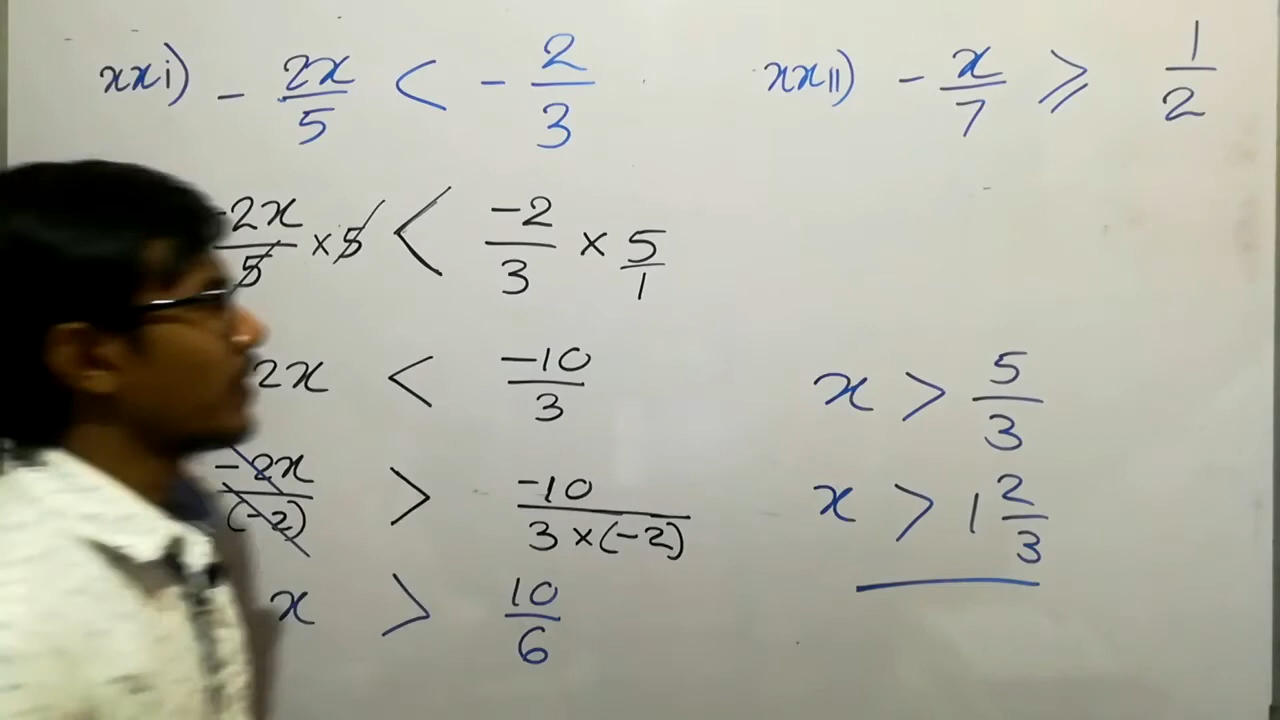 xxi) - 2x/5 < - 2/3
-2x/5 × 5 < -2/3 × 5/1
2x < -10/3
-2x/(-2) > -10/3×(-2)
x > 10/6
x > 5/3
x > 1 2/3
xxii) - x/7 ⩾ 1/2